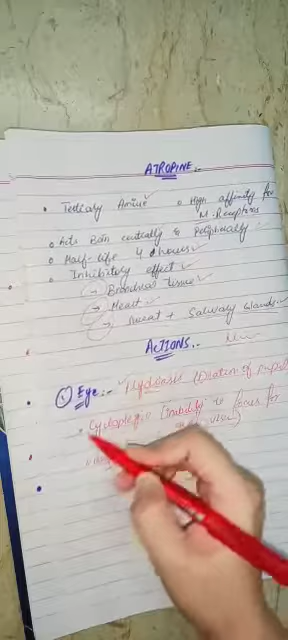 ATROPINE :-
• Tertiary Amine • High affinity for
M. Receptors
• Acts Both centrally & Peripherally
• Half-life 4 hours
• Inhibitory effect
→ Bronchial tissue
→ Heart
→ Sweat + Salivary Glands
ACTIONS :-
① Eye :- Mydriasis (Dilation of
• Cycloplegia (Inability to focus for